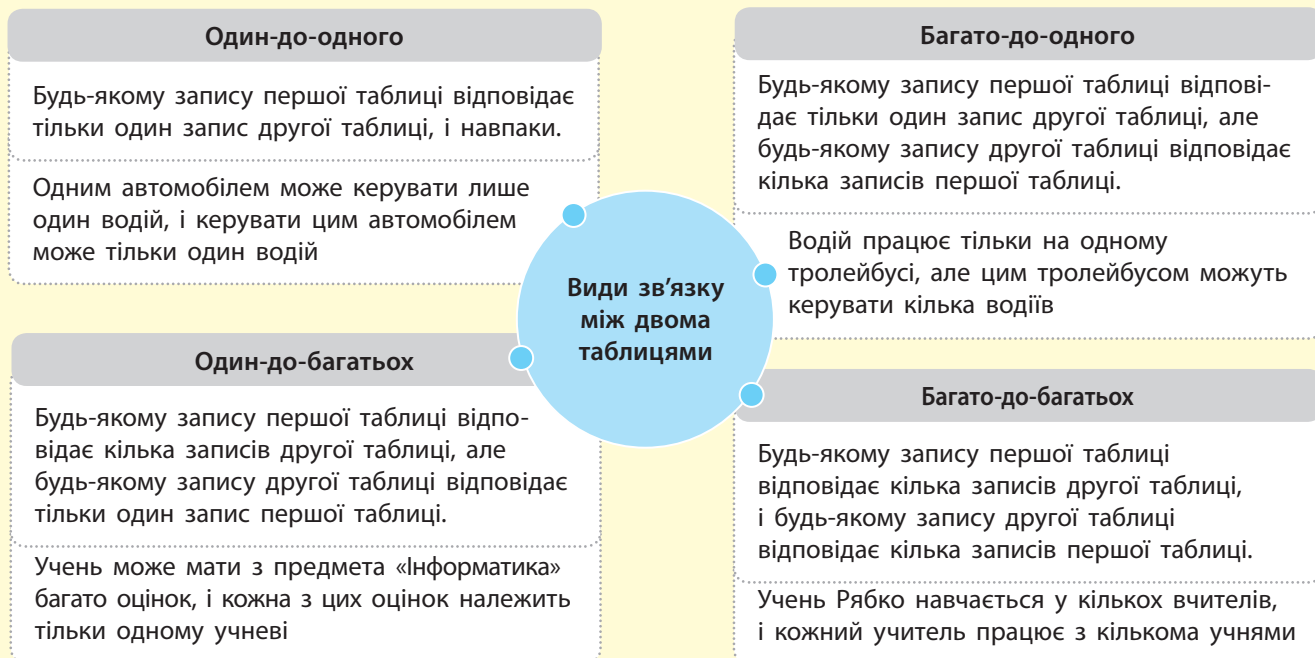 Один-до-одного
Будь-якому запису першої таблиці відповідає
тільки один запис другої таблиці, і навпаки.
Одним автомобілем може керувати лише
один водій, і керувати цим автомобілем
може тільки один водій
Багато-до-одного
Будь-якому запису першої таблиці відпові-
дає тільки один запис другої таблиці, але
будь-якому запису другої таблиці відповідає
кілька записів першої таблиці.
Водій працює тільки на одному
тролейбусі, але цим тролейбусом можуть
керувати кілька водіїв
Види зв'язку
між двома
таблицями
Один-до-багатьох
Будь-якому запису першої таблиці відпо-
відає кілька записів другої таблиці, але
будь-якому запису другої таблиці відповідає
тільки один запис першої таблиці.
Учень може мати з предмета «Інформатика»
багато оцінок, і кожна з цих оцінок належить
тільки одному учневі
Багато-до-багатьох
Будь-якому запису першої таблиці
відповідає кілька записів другої таблиці,
і будь-якому запису другої таблиці
відповідає кілька записів першої таблиці.
Учень Рябко навчається у кількох вчителів,
і кожний учитель працює з кількома учнями